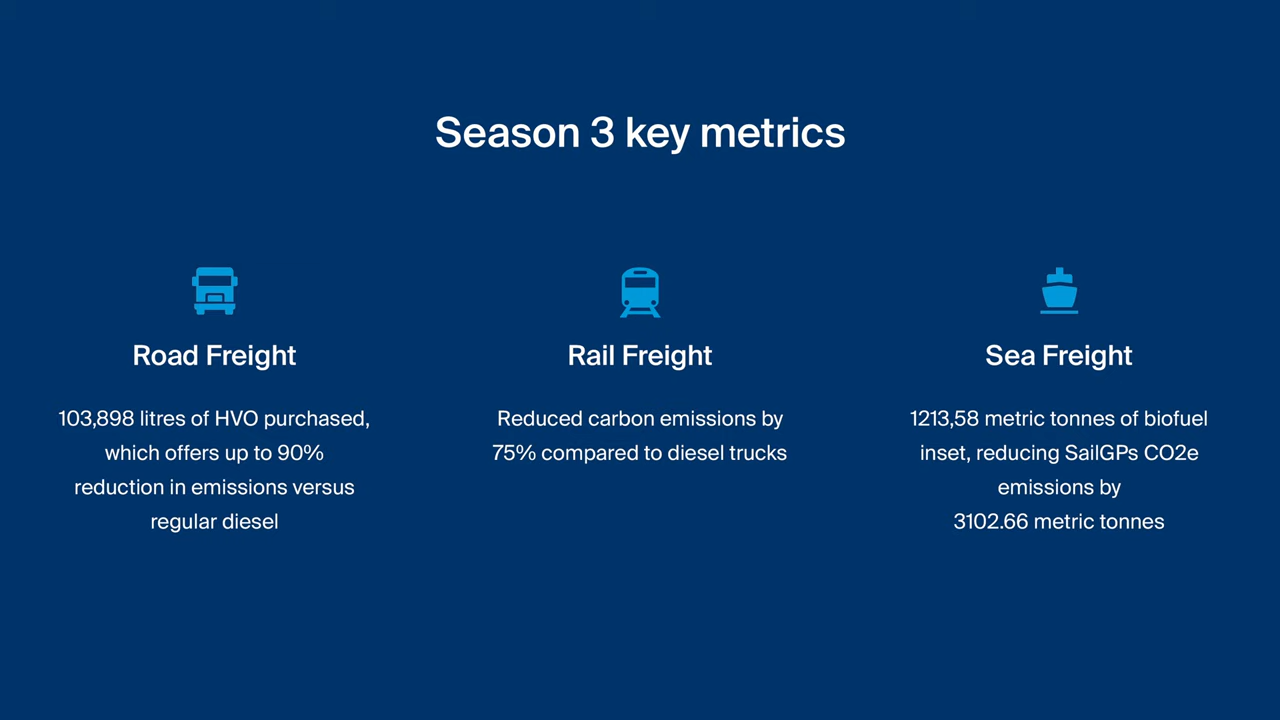 Season 3 key metrics
Road Freight
103,898 litres of HVO purchased,
which offers up to 90%
reduction in emissions versus
regular diesel
Rail Freight
Reduced carbon emissions by
75% compared to diesel trucks
Sea Freight
1213,58 metric tonnes of biofuel
inset, reducing SailGPs CO2e
emissions by
3102.66 metric tonnes